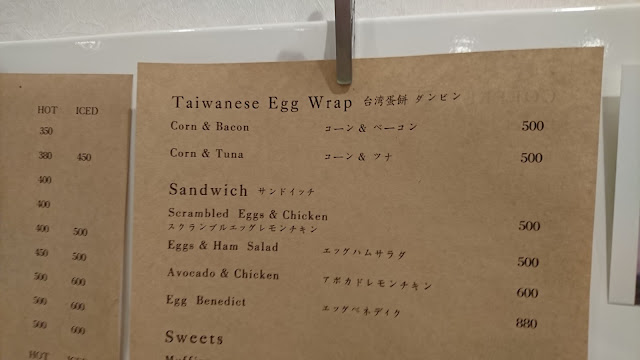 HOT ICED
350
380 450
400
400
400 500
450 500
500 600
500 600
500 600
HOT ICED
Taiwanese Egg Wrap 台湾蛋餅 ダンピン
Corn & Bacon コーン & ベーコン 500
Corn & Tuna コーン & ツナ 500
Sandwich サンドイッチ
Scrambled Eggs & Chicken
スクランブルエッグレモンチキン 500
Eggs & Ham Salad エッグハムサラダ 500
Avocado & Chicken アボカドレモンチキン 600
Egg Benedict エッグベネディク 880
Sweets